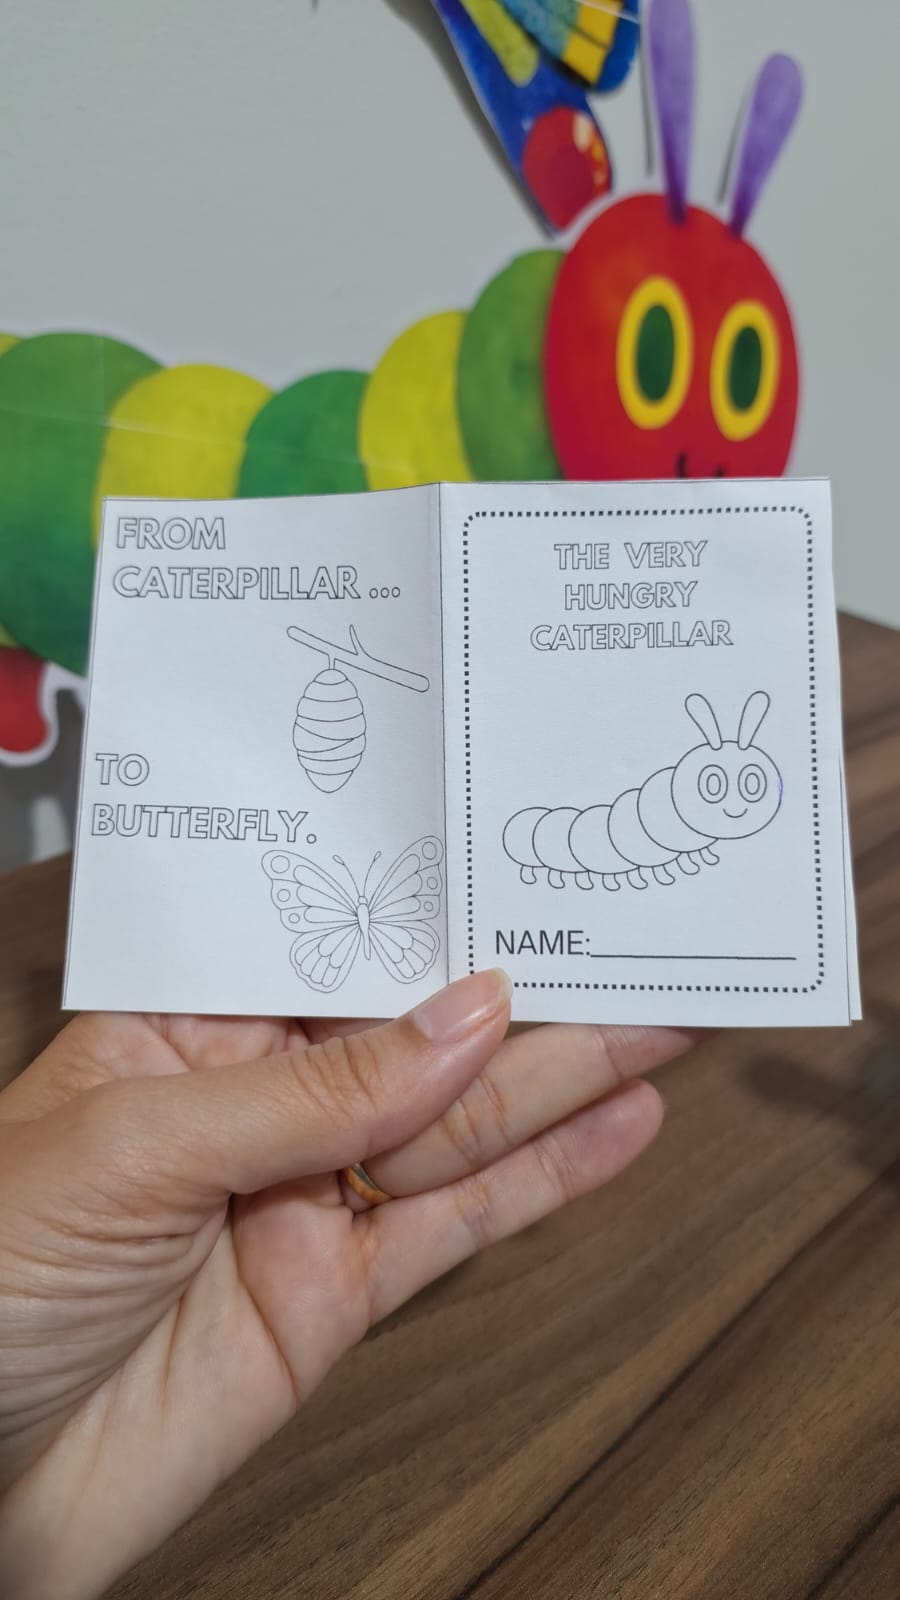 FROM
CATERPILLAR ...
TO
BUTTERFLY.
THE VERY
HUNGRY
CATERPILLAR
NAME: